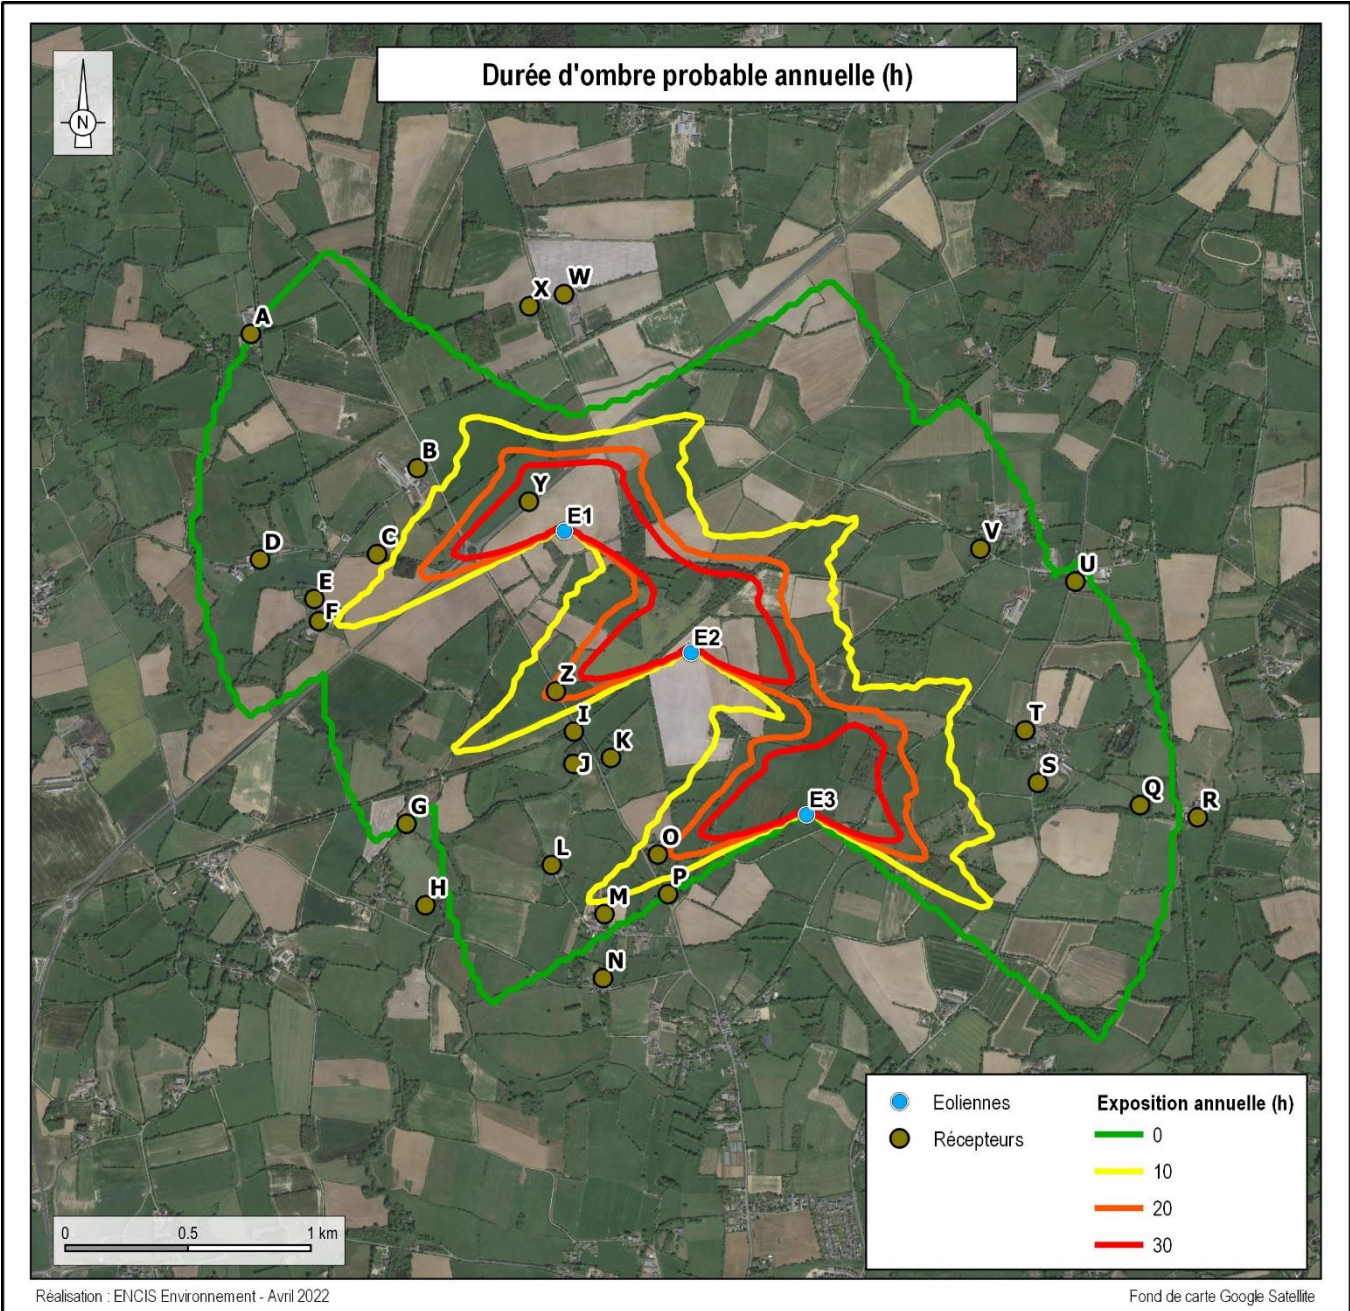 Durée d'ombre probable annuelle (h)
N
X W
A
B
Y
E1
C
D
V
U
E
F
E2
Z
I
T
K
J
S
E3
Q
R
G
O
L
P
H
M
N
Eoliennes
Récepteurs
Exposition annuelle (h)
0
10
20
30
0 0.5 1 km
Réalisation : ENCIS Environnement - Avril 2022
Fond de carte Google Satellite